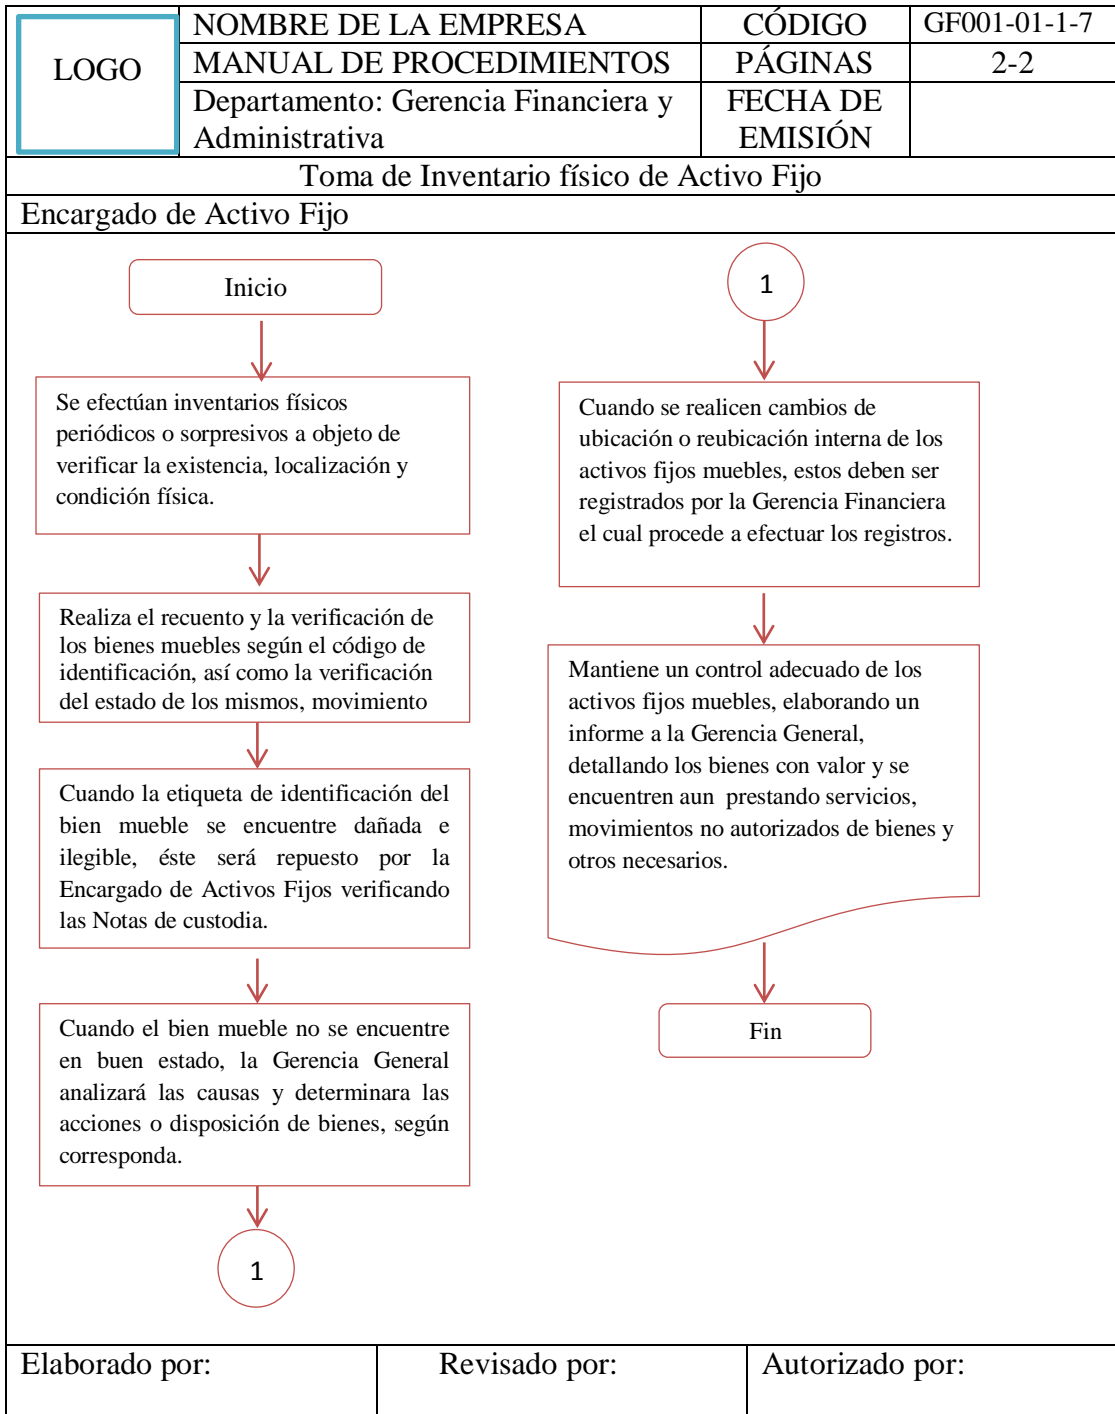 LOGO
NOMBRE DE LA EMPRESA
CÓDIGO
GF001-01-1-7
MANUAL DE PROCEDIMIENTOS
PÁGINAS
2-2
Departamento: Gerencia Financiera y
Administrativa
FECHA DE
EMISIÓN
Toma de Inventario físico de Activo Fijo
Encargado de Activo Fijo
Inicio
Se efectúan inventarios físicos
periódicos o sorpresivos a objeto de
verificar la existencia, localización y
condición física.
Realiza el recuento y la verificación de
los bienes muebles según el código de
identificación, así como la verificación
del estado de los mismos, movimiento
Cuando la etiqueta de identificación del
bien mueble se encuentre dañada e
ilegible, éste será repuesto por la
Encargado de Activos Fijos verificando
las Notas de custodia.
Cuando el bien mueble no se encuentre
en buen estado, la Gerencia General
analizará las causas y determinara las
acciones o disposición de bienes, según
corresponda.
1
1
Cuando se realicen cambios de
ubicación o reubicación interna de los
activos fijos muebles, estos deben ser
registrados por la Gerencia Financiera
el cual procede a efectuar los registros.
Mantiene un control adecuado de los
activos fijos muebles, elaborando un
informe a la Gerencia General,
detallando los bienes con valor y se
encuentren aun prestando servicios,
movimientos no autorizados de bienes y
otros necesarios.
Fin
Elaborado por:
Revisado por:
Autorizado por: